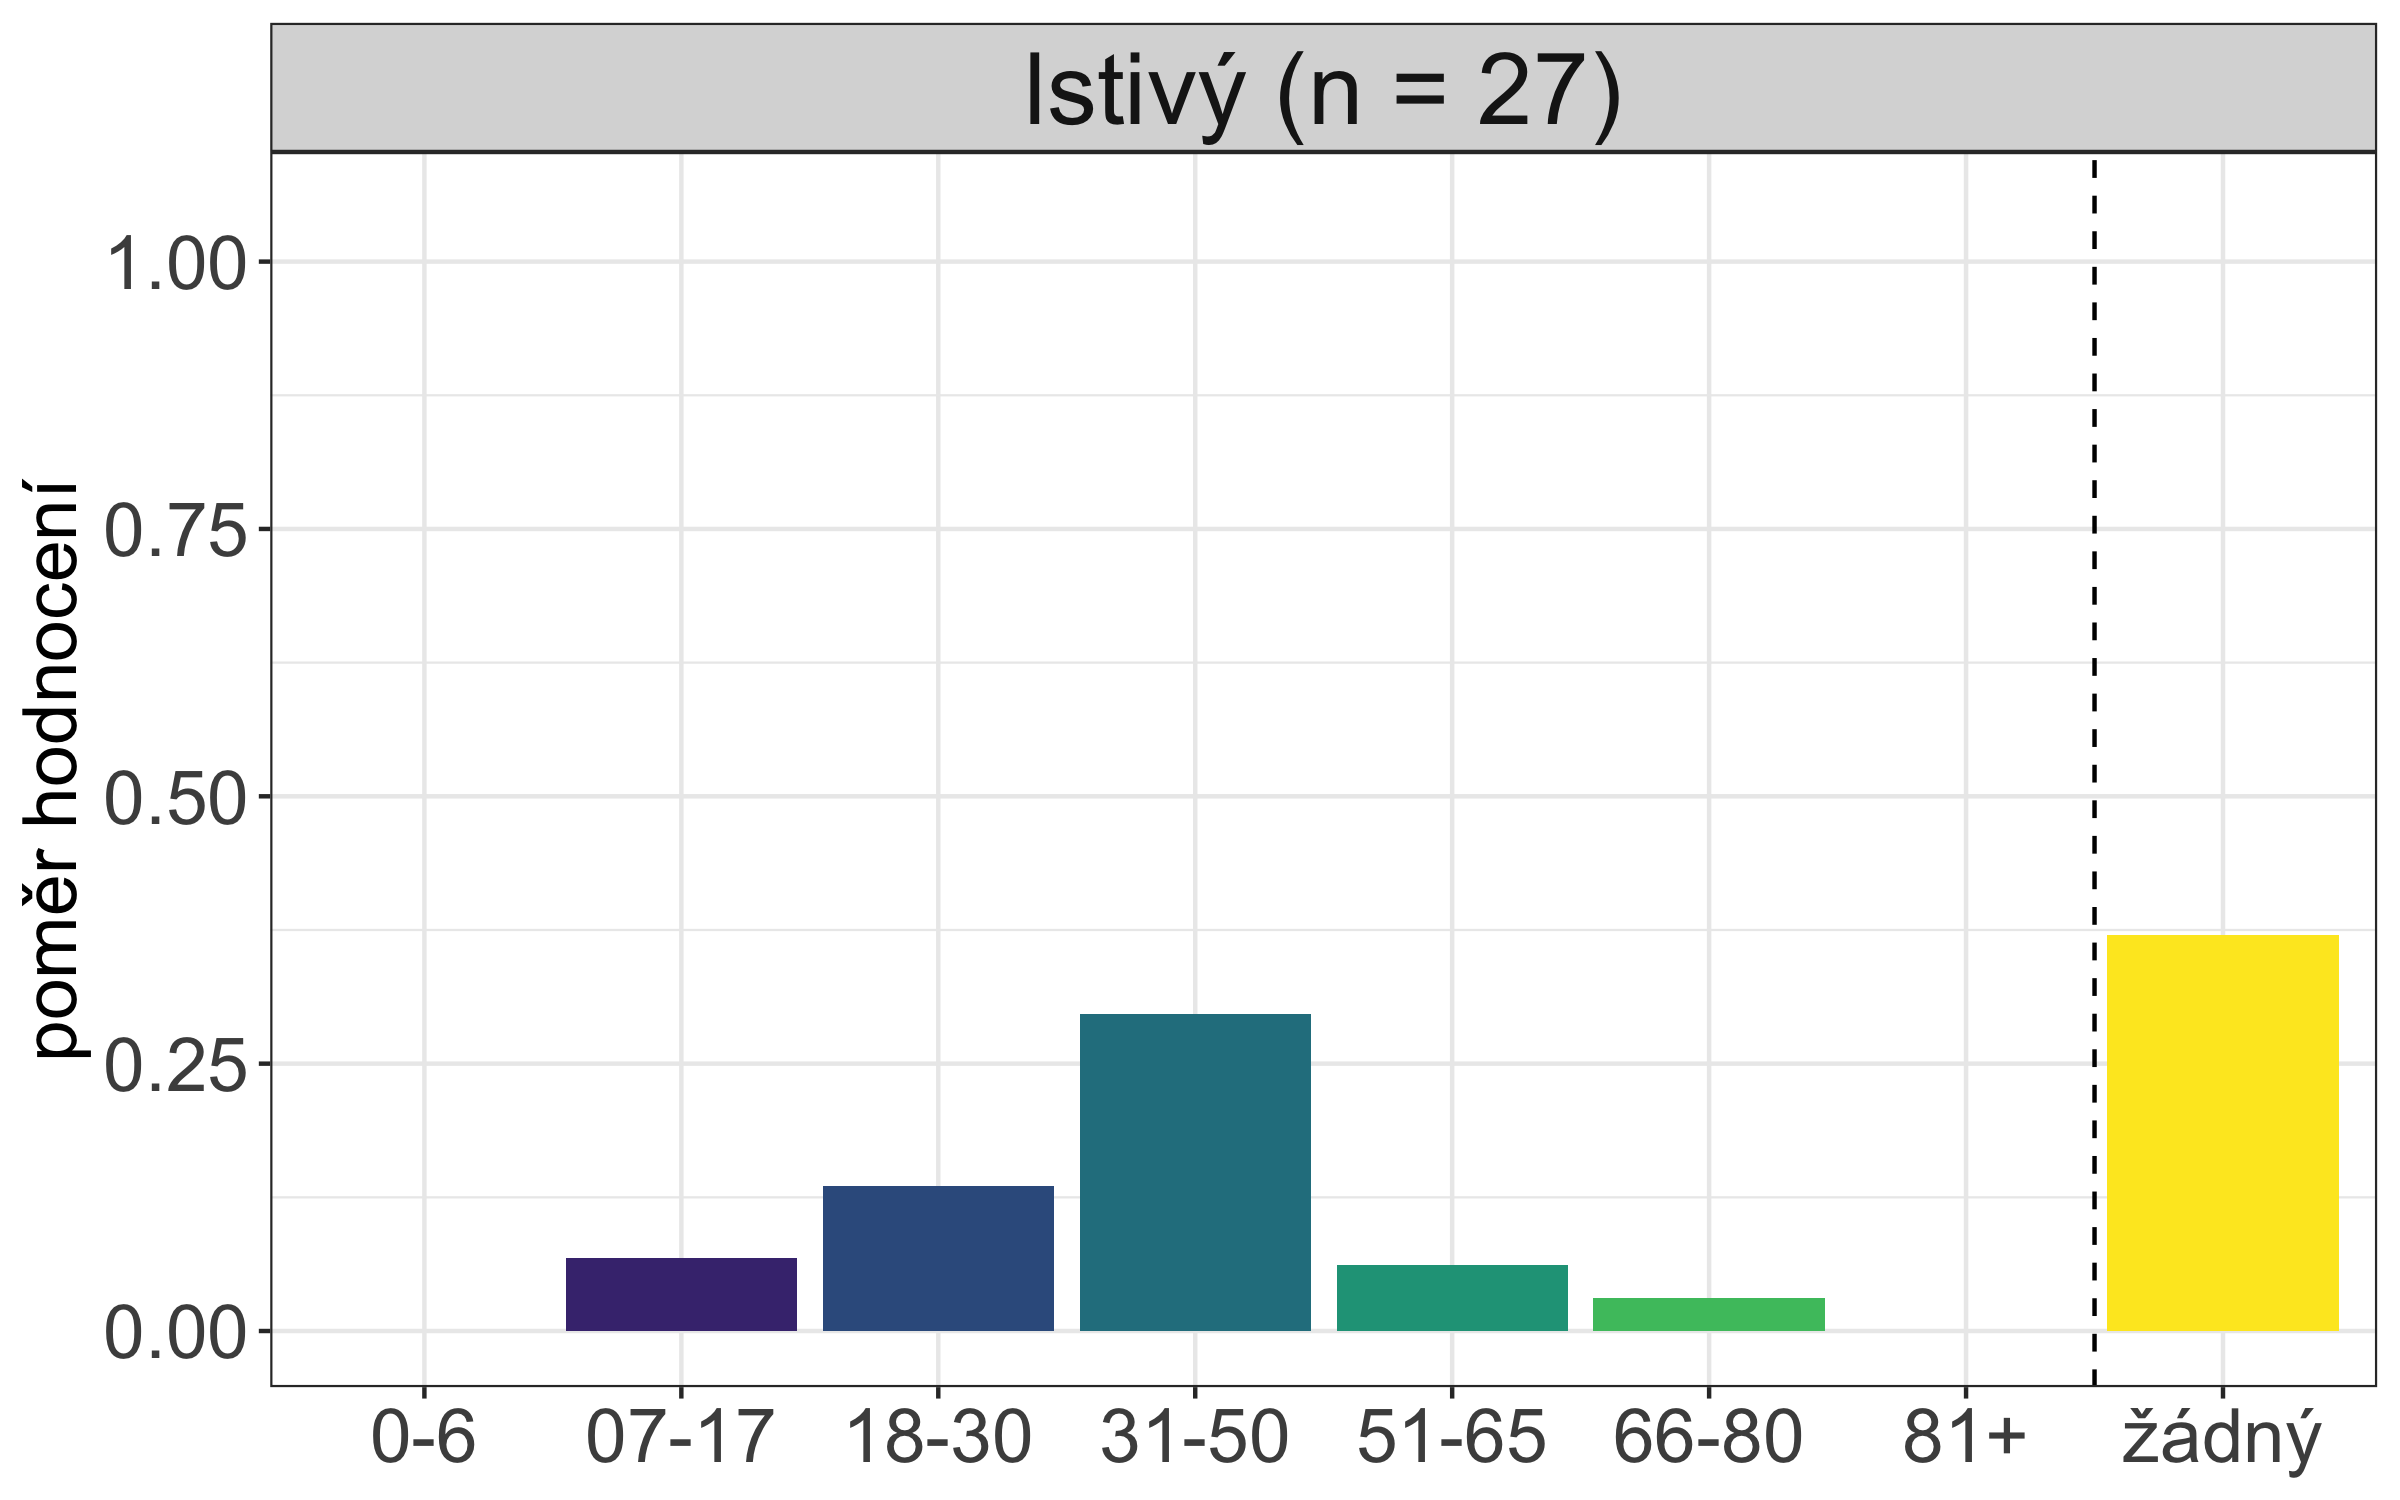 lstivý (n = 27)
poměr hodnocení
1.00
0.75
0.50
0.25
0.00
0-6 07-17 18-30 31-50 51-65 66-80 81+ žádný